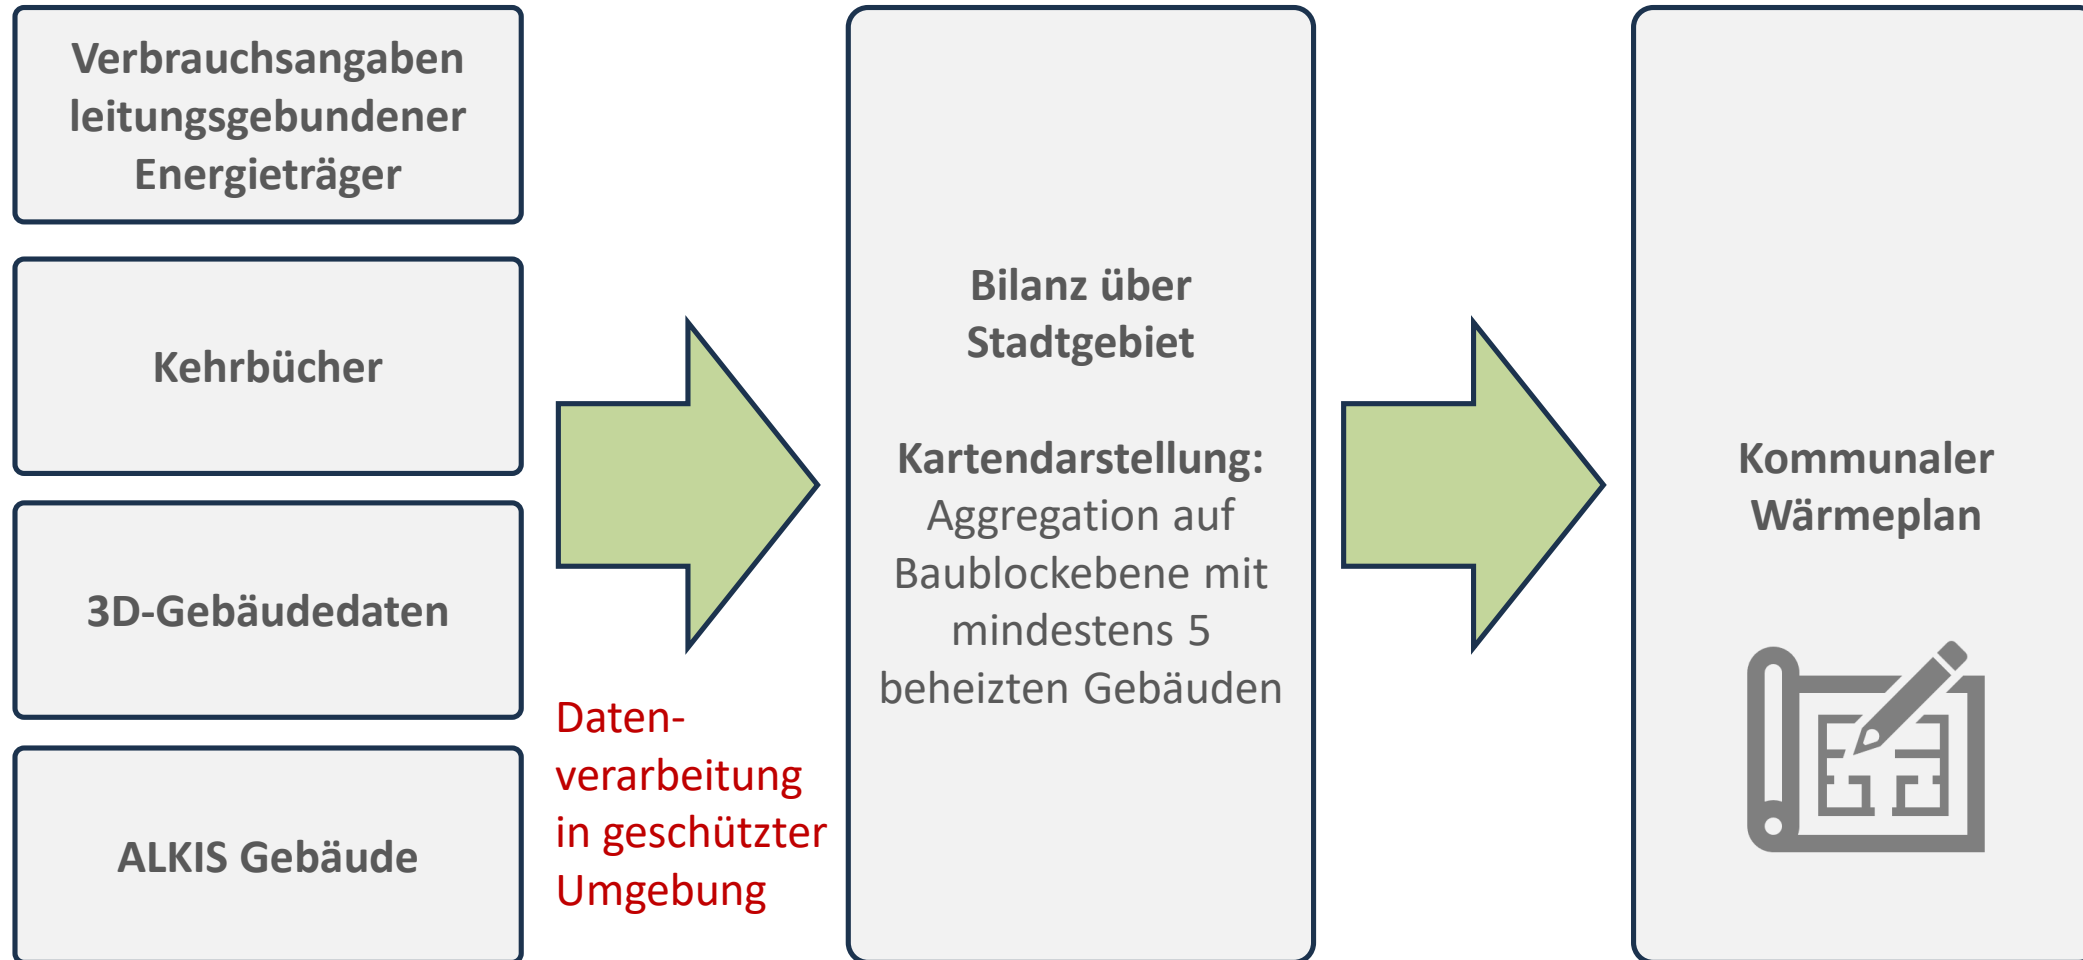 Verbrauchsangaben
leitungsgebundener
Energieträger
Kehrbücher
3D-Gebäudedaten
ALKIS Gebäude
Daten-
verarbeitung
in geschützter
Umgebung
Bilanz über
Stadtgebiet
Kartendarstellung:
Aggregation auf
Baublockebene mit
mindestens 5
beheizten Gebäuden
Kommunaler
Wärmeplan